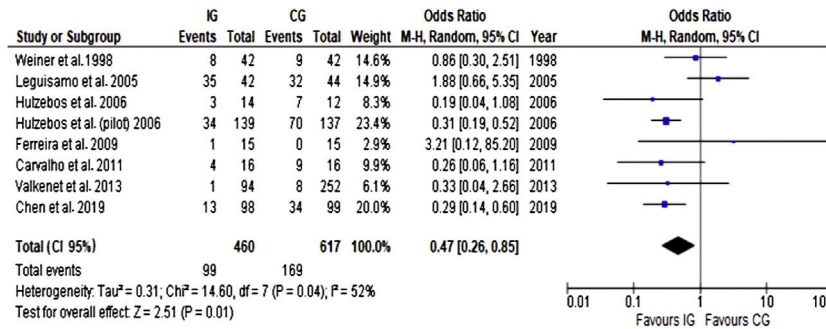 IG CG Odds Ratio Odds Ratio
Study or Subgroup Events Total Events Total Weight M-H, Random, 95% CI Year M-H, Random, 95% CI
Weiner et al.1998 8 42 9 42 14.6% 0.86 [0.30, 2.51] 1998
Leguisamo et al. 2005 35 42 32 44 14.9% 1.88 [0.66, 5.35] 2005
Hulzebos et al. 2006 3 14 7 12 8.3% 0.19 [0.04, 1.08] 2006
Hulzebos et al. (pilot) 2006 34 139 70 137 23.4% 0.31 [0.19, 0.52] 2006
Ferreira et al. 2009 1 15 0 15 2.9% 3.21 [0.12, 85.20] 2009
Carvalho et al. 2011 4 16 9 16 9.9% 0.26 [0.06, 1.16] 2011
Valkenet et al. 2013 1 94 8 252 6.1% 0.33 [0.04, 2.66] 2013
Chen et al. 2019 13 98 34 99 20.0% 0.29 [0.14, 0.60] 2019
Total (CI 95%) 460 617 100.0% 0.47 [0.26, 0.85]
Total events 99 169
Heterogeneity: Tau² = 0.31; Chi² = 14.60, df = 7 (P = 0.04); I² = 52%
Test for overall effect: Z = 2.51 (P = 0.01)
0.01 0.1 1 10 10
Favours IG Favours CG